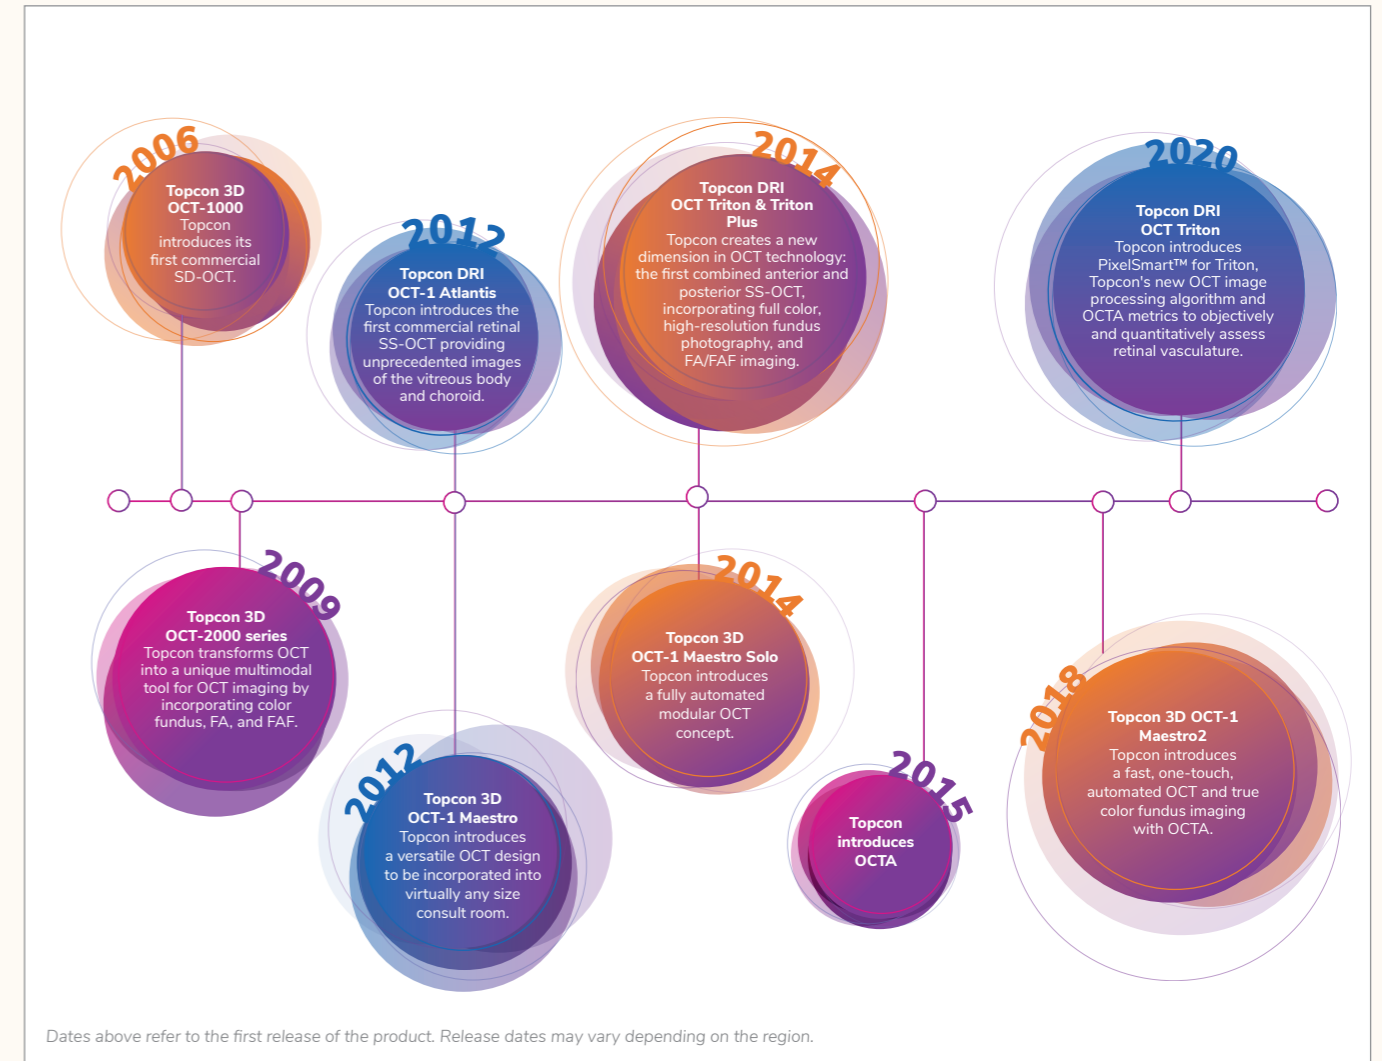 2006
Topcon 3D
OCT-1000
Topcon
introduces its
first commercial
SD-OCT.
2012
Topcon DRI
OCT-1 Atlantis
Topcon introduces the
first commercial retinal
SS-OCT providing
unprecedented images
of the vitreous body
and choroid.
2014
Topcon DRI
OCT Triton & Triton
Plus
Topcon creates a new
dimension in OCT technology:
the first combined anterior and
posterior SS-OCT,
incorporating full color,
high-resolution fundus
photography, and
FA/FAF imaging.
2020
Topcon DRI
OCT Triton
Topcon introduces
PixelSmart™ for Triton,
Topcon's new OCT image
processing algorithm and
OCTA metrics to objectively
and quantitatively assess
retinal vasculature.
2009
Topcon 3D
OCT-2000 series
Topcon transforms OCT
into a unique multimodal
tool for OCT imaging by
incorporating color
fundus, FA, and FAF.
2012
Topcon 3D
OCT-1 Maestro
Topcon introduces
a versatile OCT design
to be incorporated into
virtually any size
consult room.
2014
Topcon 3D
OCT-1 Maestro Solo
Topcon introduces
a fully automated
modular OCT
concept.
2015
Topcon
introduces
OCTA
2018
Topcon 3D OCT-1
Maestro2
Topcon introduces
a fast, one-touch,
automated OCT and true
color fundus imaging
with OCTA.
Dates above refer to the first release of the product. Release dates may vary depending on the region.